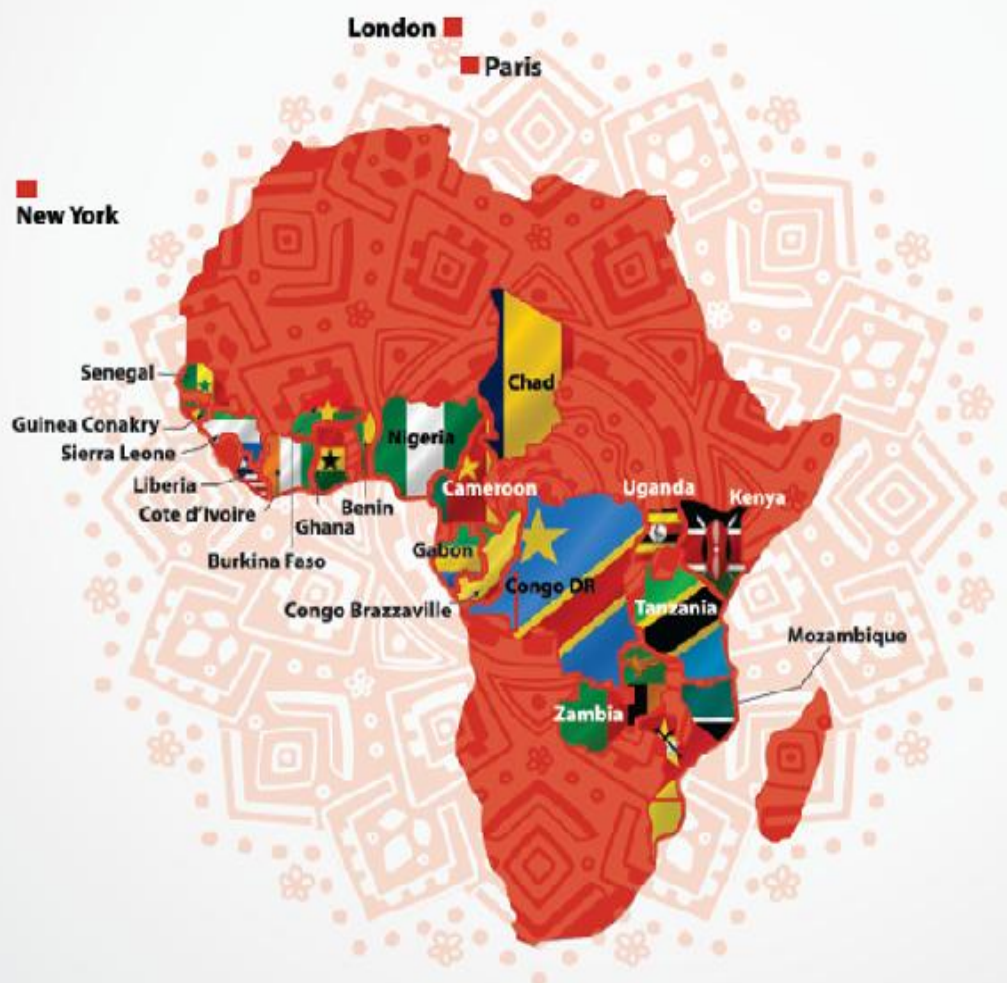 London
Paris
New York
Senegal
Chad
Guinea Conakry
Nigeria
Sierra Leone
Liberia
Cameroon
Uganda
Kenya
Cote d'Ivoire
Benin
Ghana
Gabon
Burkina Faso
Congo DR
Congo Brazzaville
Tanzania
Mozambique
Zambia